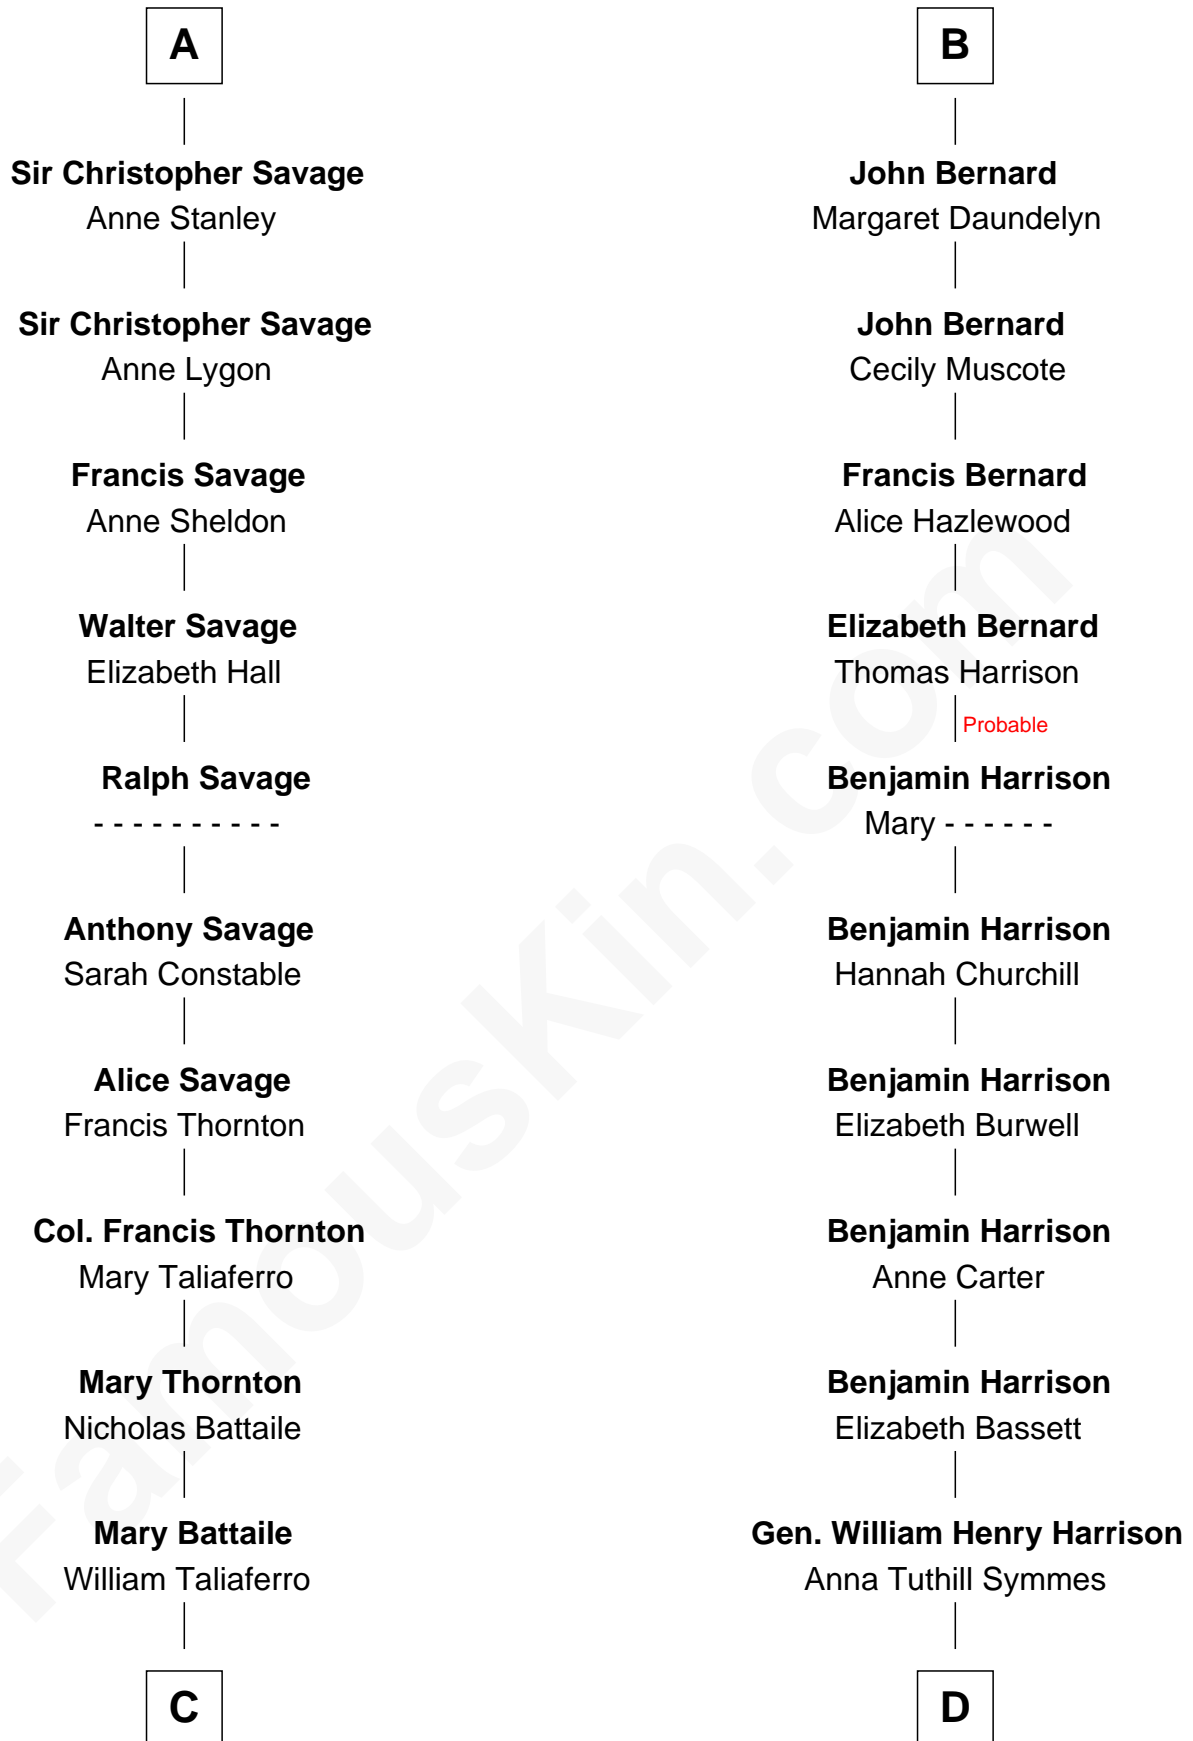 A
Sir Christopher Savage
Anne Stanley
Sir Christopher Savage
Anne Lygon
Francis Savage
Anne Sheldon
Walter Savage
Elizabeth Hall
Ralph Savage
- - - - - - - - - -
Anthony Savage
Sarah Constable
Alice Savage
Francis Thornton
Col. Francis Thornton
Mary Taliaferro
Mary Thornton
Nicholas Battaile
Mary Battaile
William Taliaferro
C
B
John Bernard
Margaret Daundelyn
John Bernard
Cecily Muscote
Francis Bernard
Alice Hazlewood
Elizabeth Bernard
Thomas Harrison
Probable
Benjamin Harrison
Mary - - - - - -
Benjamin Harrison
Hannah Churchill
Benjamin Harrison
Elizabeth Burwell
Benjamin Harrison
Anne Carter
Benjamin Harrison
Elizabeth Bassett
Gen. William Henry Harrison
Anna Tuthill Symmes
D
FamousKin.com